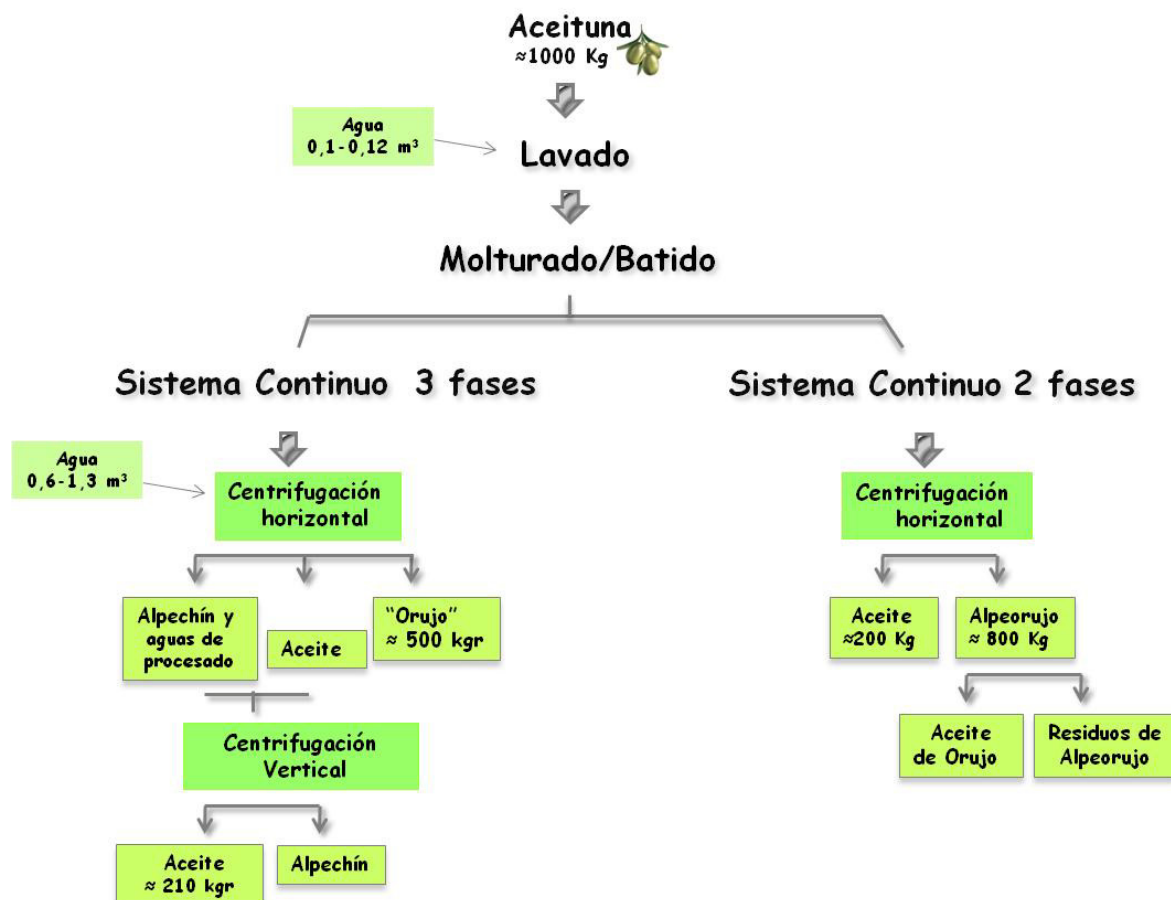 Aceituna
≈1000 Kg
Agua
0,1-0,12 m³
Lavado
Molturado/Batido
Sistema Continuo 3 fases
Sistema Continuo 2 fases
Agua
0,6-1,3 m³
Centrifugación
horizontal
Centrifugación
horizontal
Alpechín y
aguas de
procesado
Aceite
“Orujo”
≈ 500 kgr
Aceite
≈200 Kg
Alpeorujo
≈ 800 Kg
Centrifugación
Vertical
Aceite
de Orujo
Residuos de
Alpeorujo
Aceite
≈ 210 kgr
Alpechín